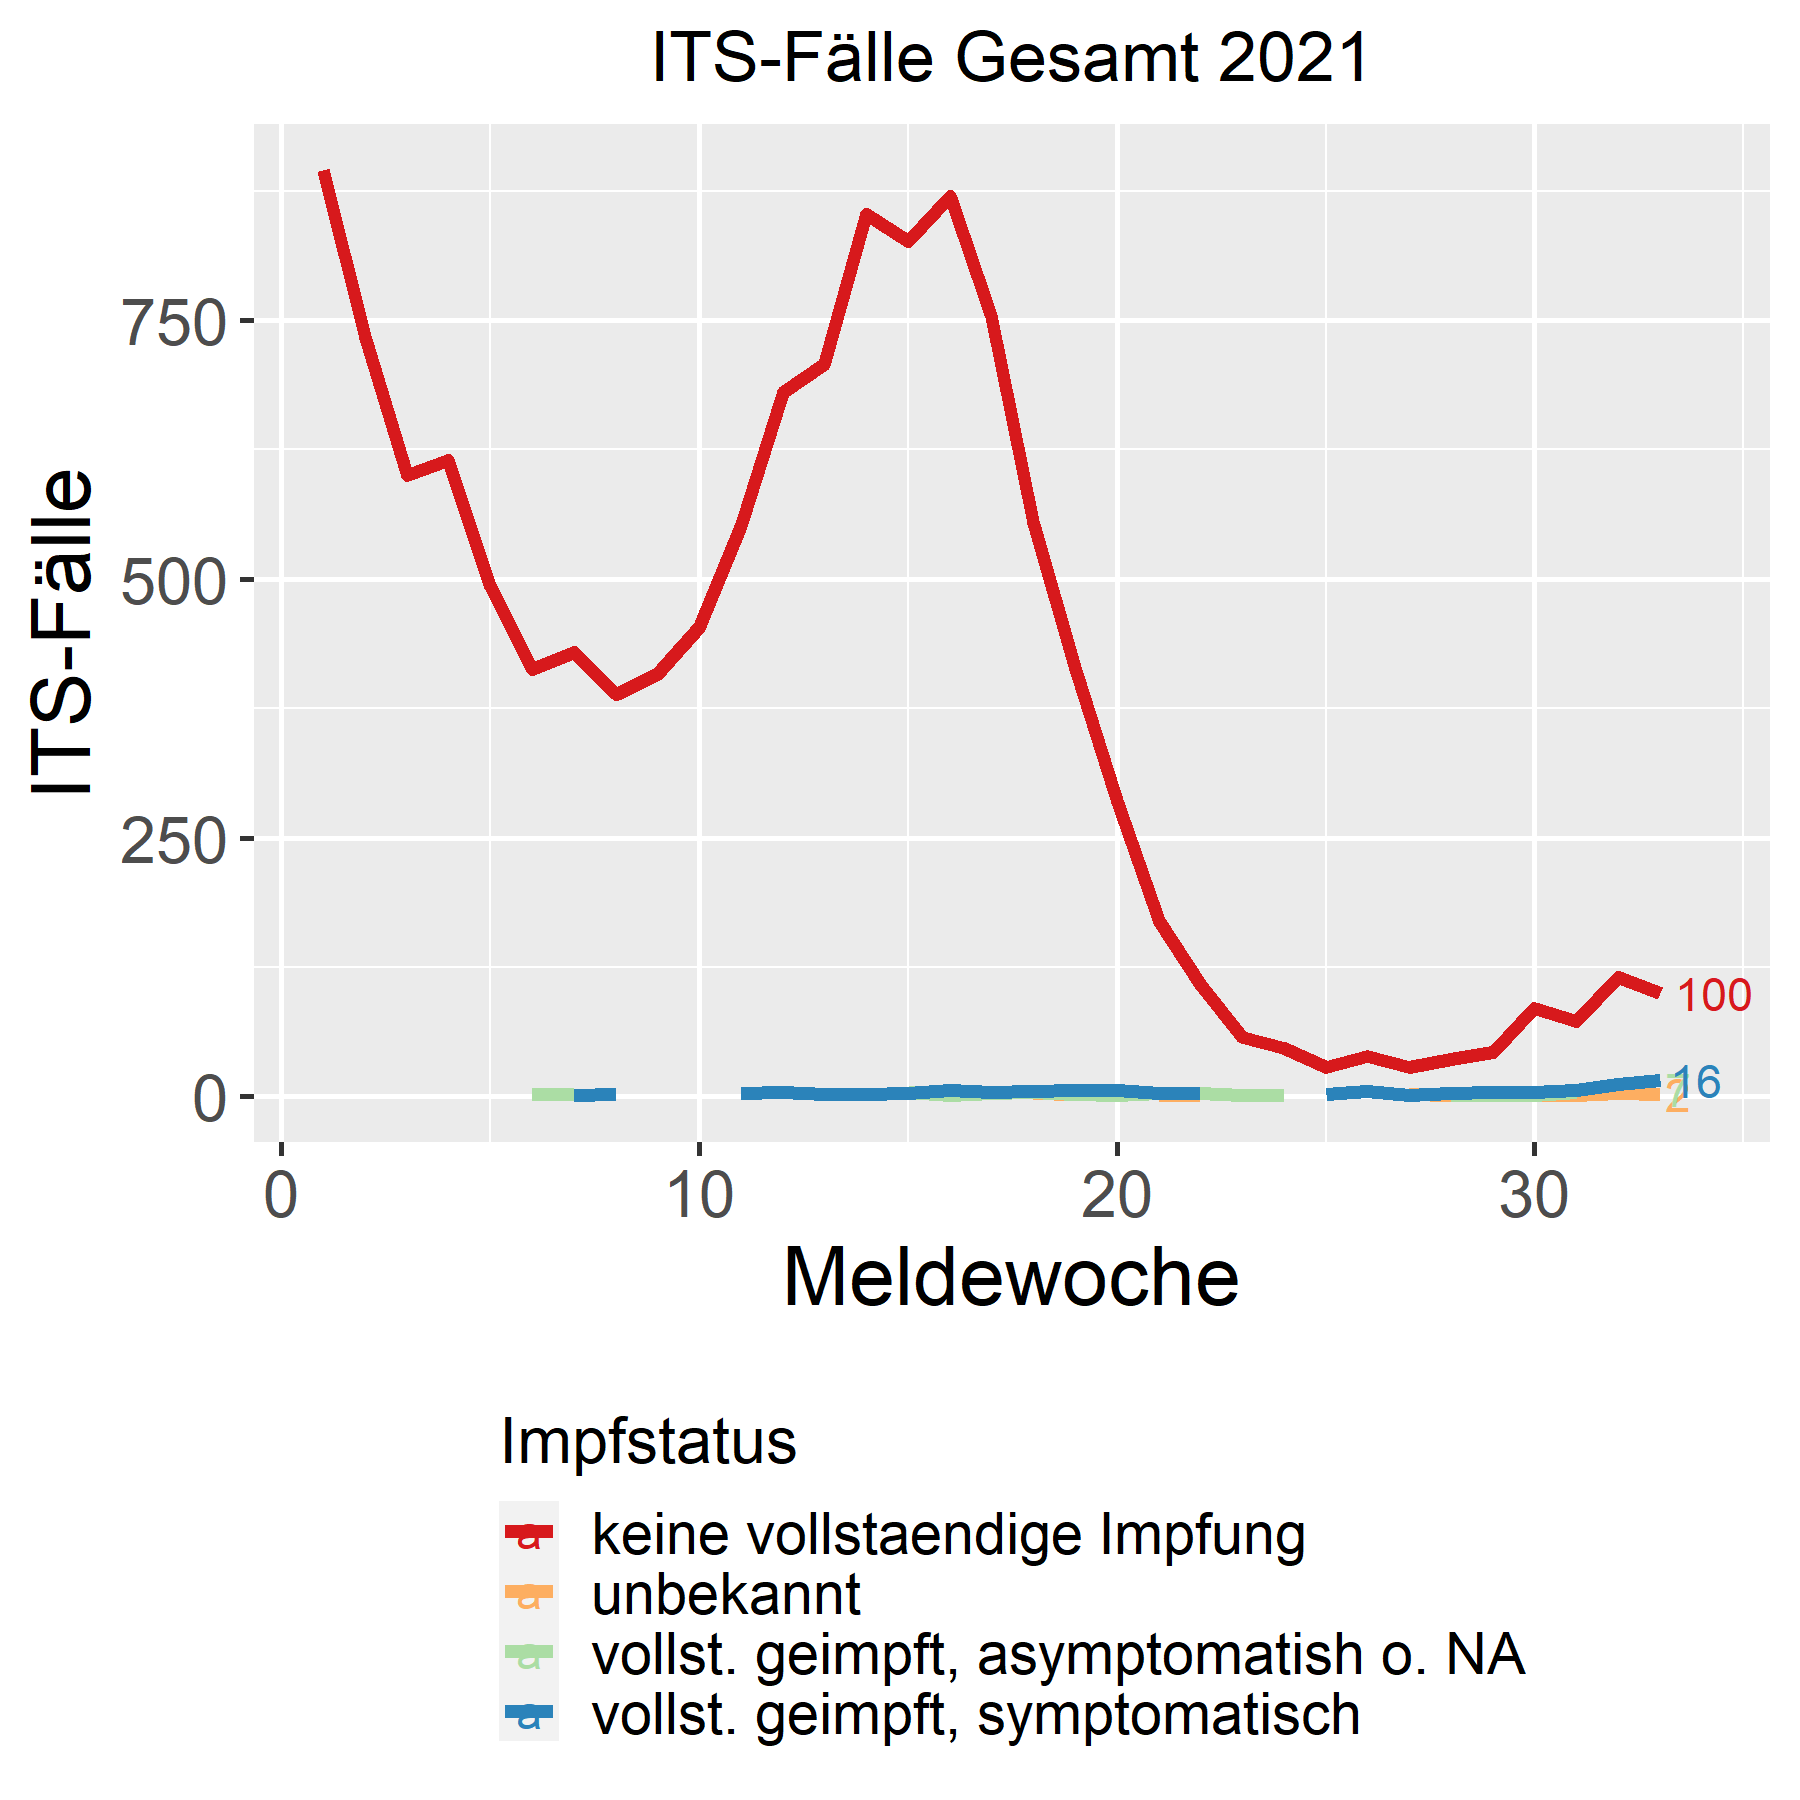 ITS-Fälle Gesamt 2021
ITS-Fälle
750
500
250
0
100
16
7
2
0 10 20 30
Meldewoche
Impfstatus
a keine vollstaendige Impfung
a unbekannt
a vollst. geimpft, asymptomatish o. NA
a vollst. geimpft, symptomatisch